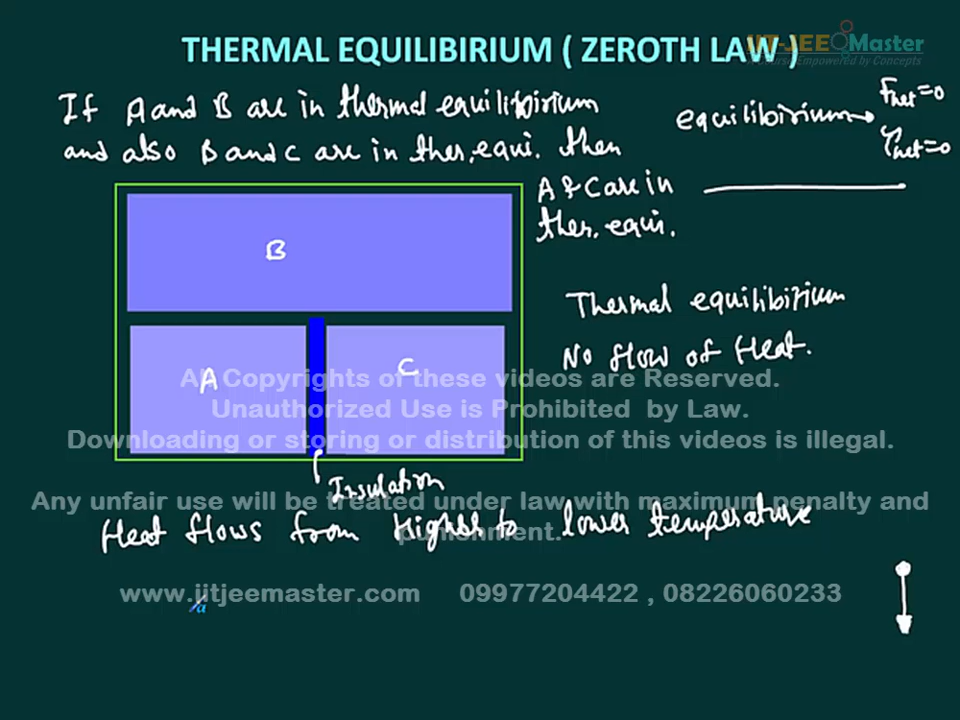 THERMAL EQUILIBIRIUM ( ZEROTH LAW )
IIT-JEE Master
A Course Empowered by Concepts
If A and B are in thermal equilibirium
and also B and C are in ther. equi. then
A & C are in
ther. equi.
equilibirium → Fnet=0
τnet=0
B
A
C
Thermal equilibirium
No flow of Heat.
All Copyrights of these videos are Reserved.
Unauthorized Use is Prohibited by Law.
Downloading or storing or distribution of this videos is illegal.
Insulation
Any unfair use will be treated under law with maximum penalty and
punishment.
Heat flows from Higher to lower temperature
www.iitjeemaster.com 09977204422 , 08226060233